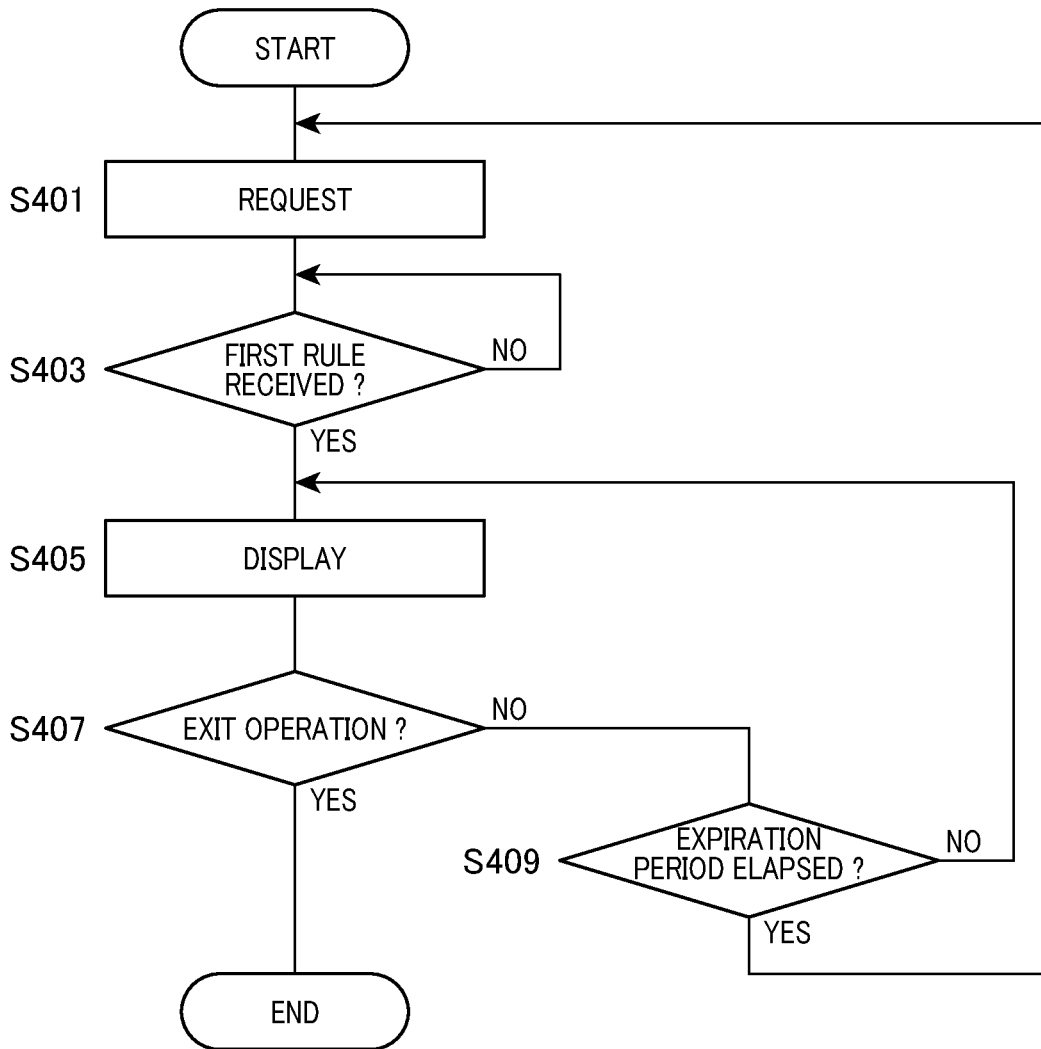 START
S401
REQUEST
S403
FIRST RULE
RECEIVED ?
NO
YES
S405
DISPLAY
S407
EXIT OPERATION ?
NO
YES
S409
EXPIRATION
PERIOD ELAPSED ?
NO
YES
END